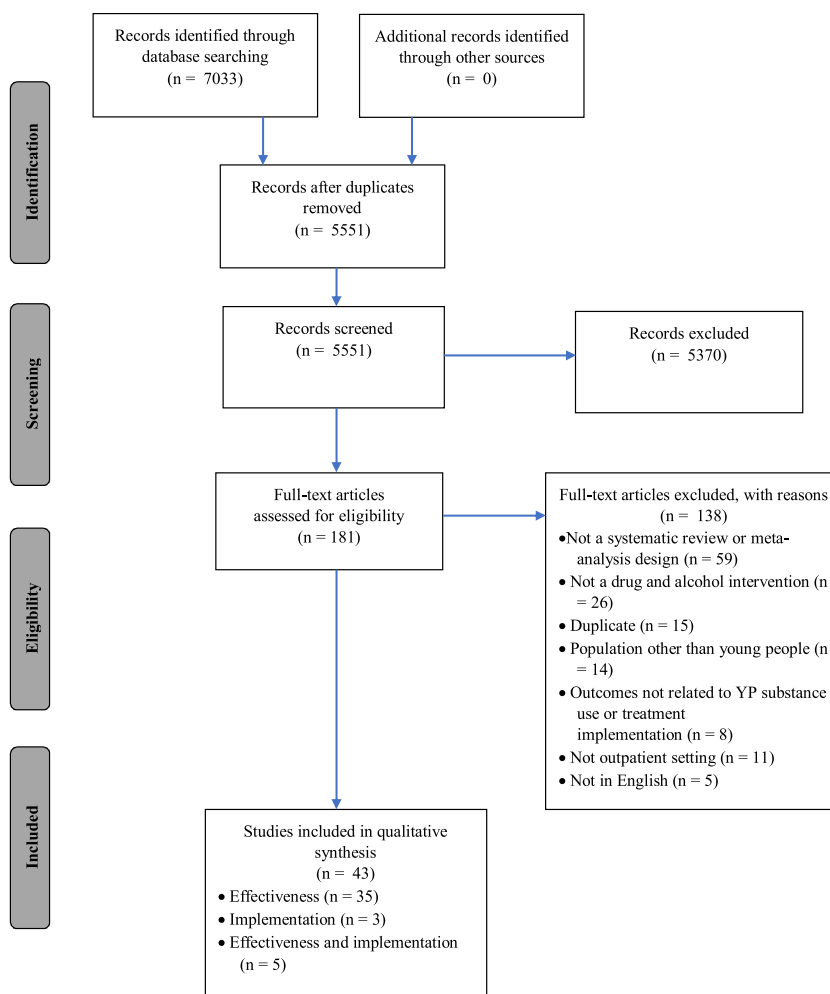 Records identified through
database searching
(n = 7033)
Additional records identified
through other sources
(n = 0)
Identification
Records after duplicates
removed
(n = 5551)
Screening
Records screened
(n = 5551)
Records excluded
(n = 5370)
Eligibility
Full-text articles
assessed for eligibility
(n = 181)
Full-text articles excluded, with reasons
(n = 138)
•Not a systematic review or meta-
analysis design (n = 59)
• Not a drug and alcohol intervention (n
= 26)
• Duplicate (n = 15)
• Population other than young people (n
= 14)
• Outcomes not related to YP substance
use or treatment
implementation (n = 8)
• Not outpatient setting (n = 11)
• Not in English (n = 5)
Included
Studies included in qualitative
synthesis
(n = 43)
• Effectiveness (n = 35)
• Implementation (n = 3)
• Effectiveness and implementation
(n = 5)